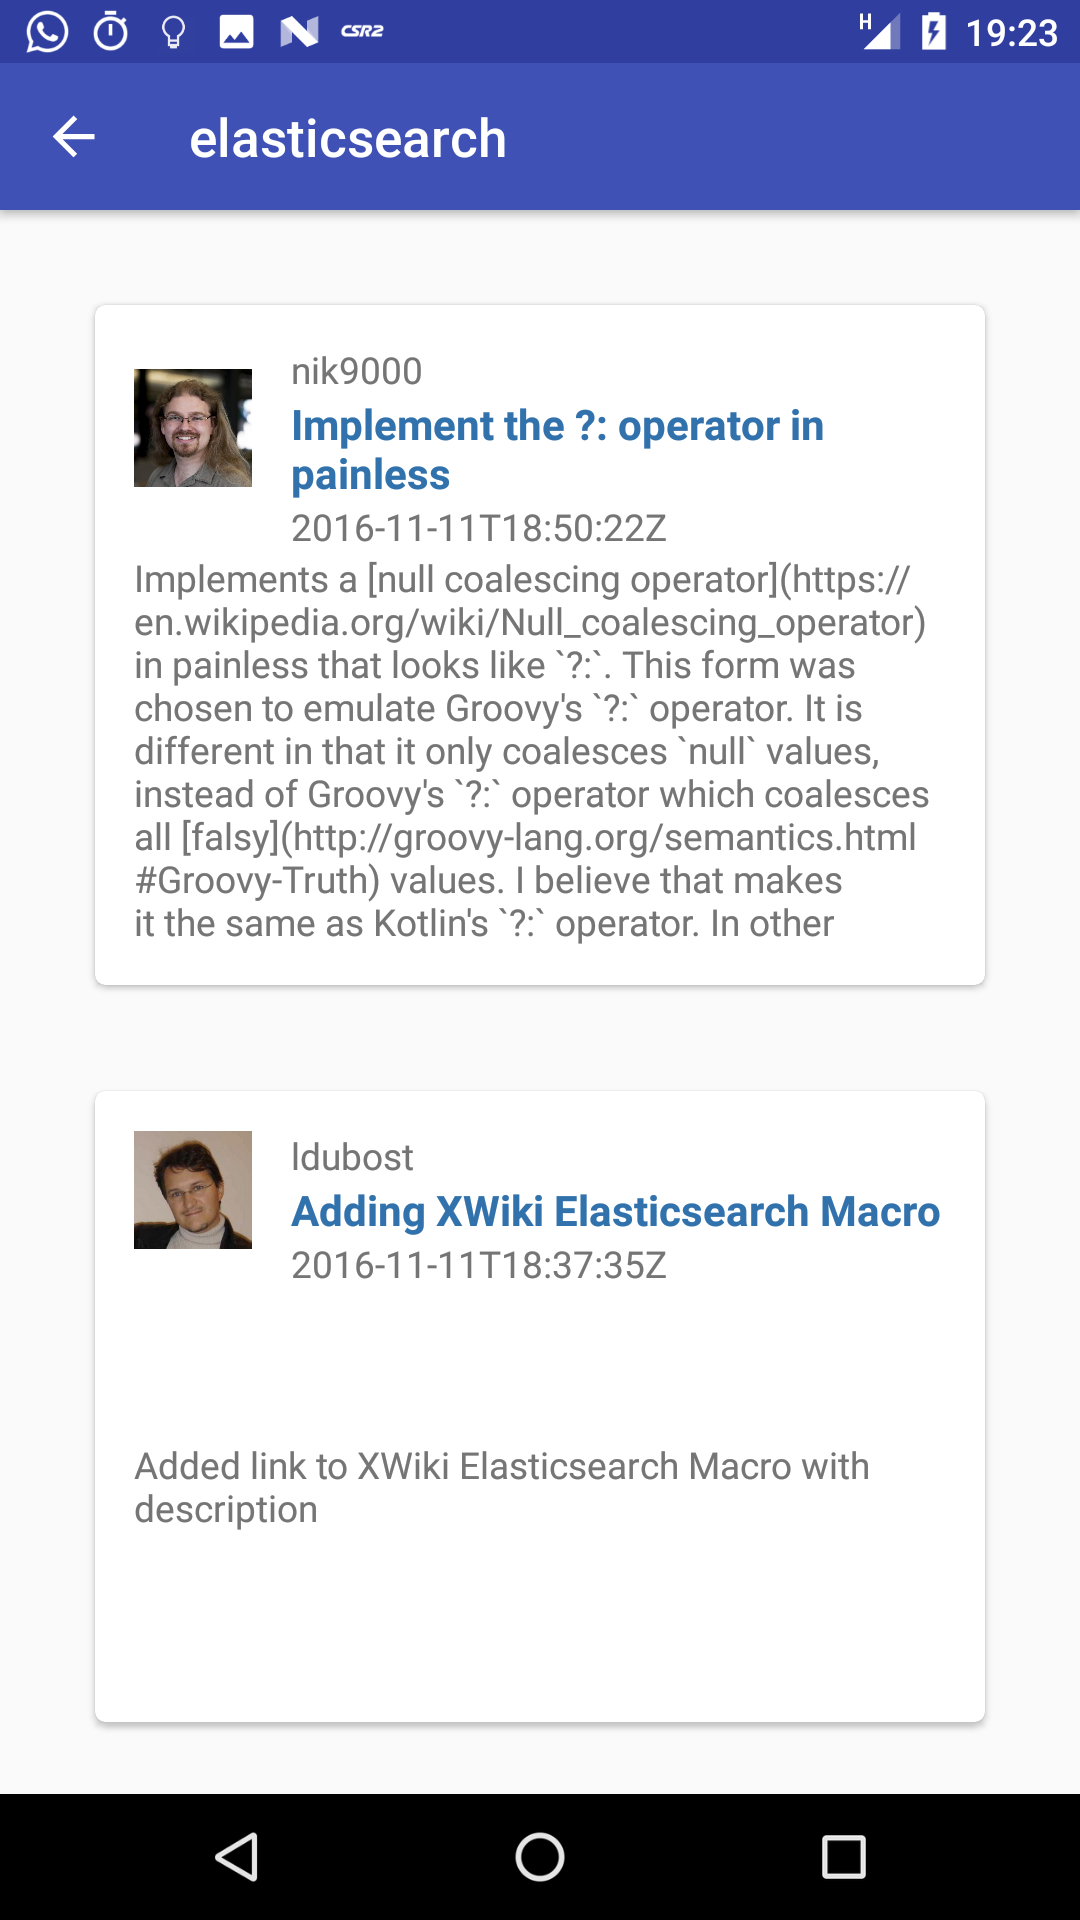 CSR2
H
19:23
elasticsearch
nik9000
Implement the ?: operator in
painless
2016-11-11T18:50:22Z
Implements a [null coalescing operator](https://
en.wikipedia.org/wiki/Null_coalescing_operator)
in painless that looks like `?:`. This form was
chosen to emulate Groovy's `?:` operator. It is
different in that it only coalesces `null` values,
instead of Groovy's `?:` operator which coalesces
all [falsy](http://groovy-lang.org/semantics.html
#Groovy-Truth) values. I believe that makes
it the same as Kotlin's `?:` operator. In other
ldubost
Adding XWiki Elasticsearch Macro
2016-11-11T18:37:35Z
Added link to XWiki Elasticsearch Macro with
description